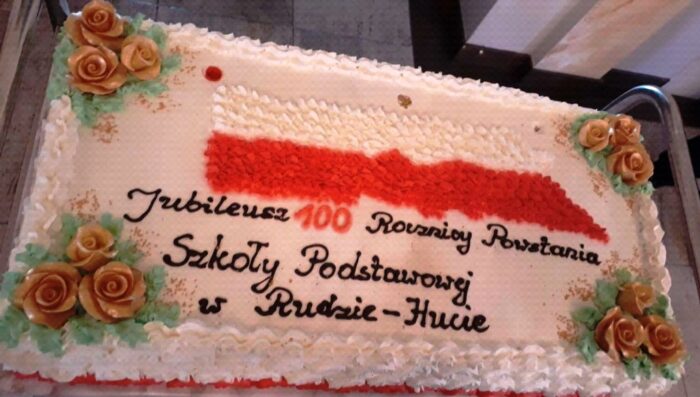 Jubileusz 100 Rocznicy Powstania
Szkoły Podstawowej
w Rudzie-Hucie